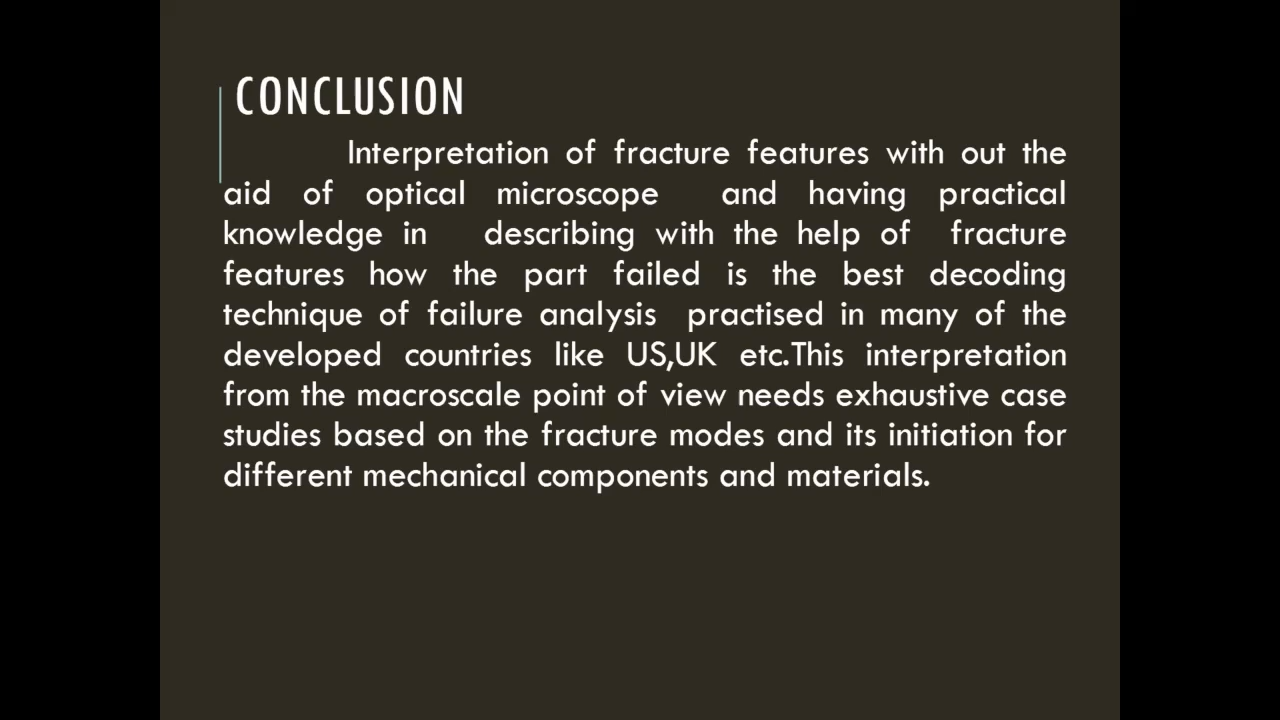 CONCLUSION
Interpretation of fracture features with out the
aid of optical microscope and having practical
knowledge in describing with the help of fracture
features how the part failed is the best decoding
technique of failure analysis practised in many of the
developed countries like US,UK etc.This interpretation
from the macroscale point of view needs exhaustive case
studies based on the fracture modes and its initiation for
different mechanical components and materials.